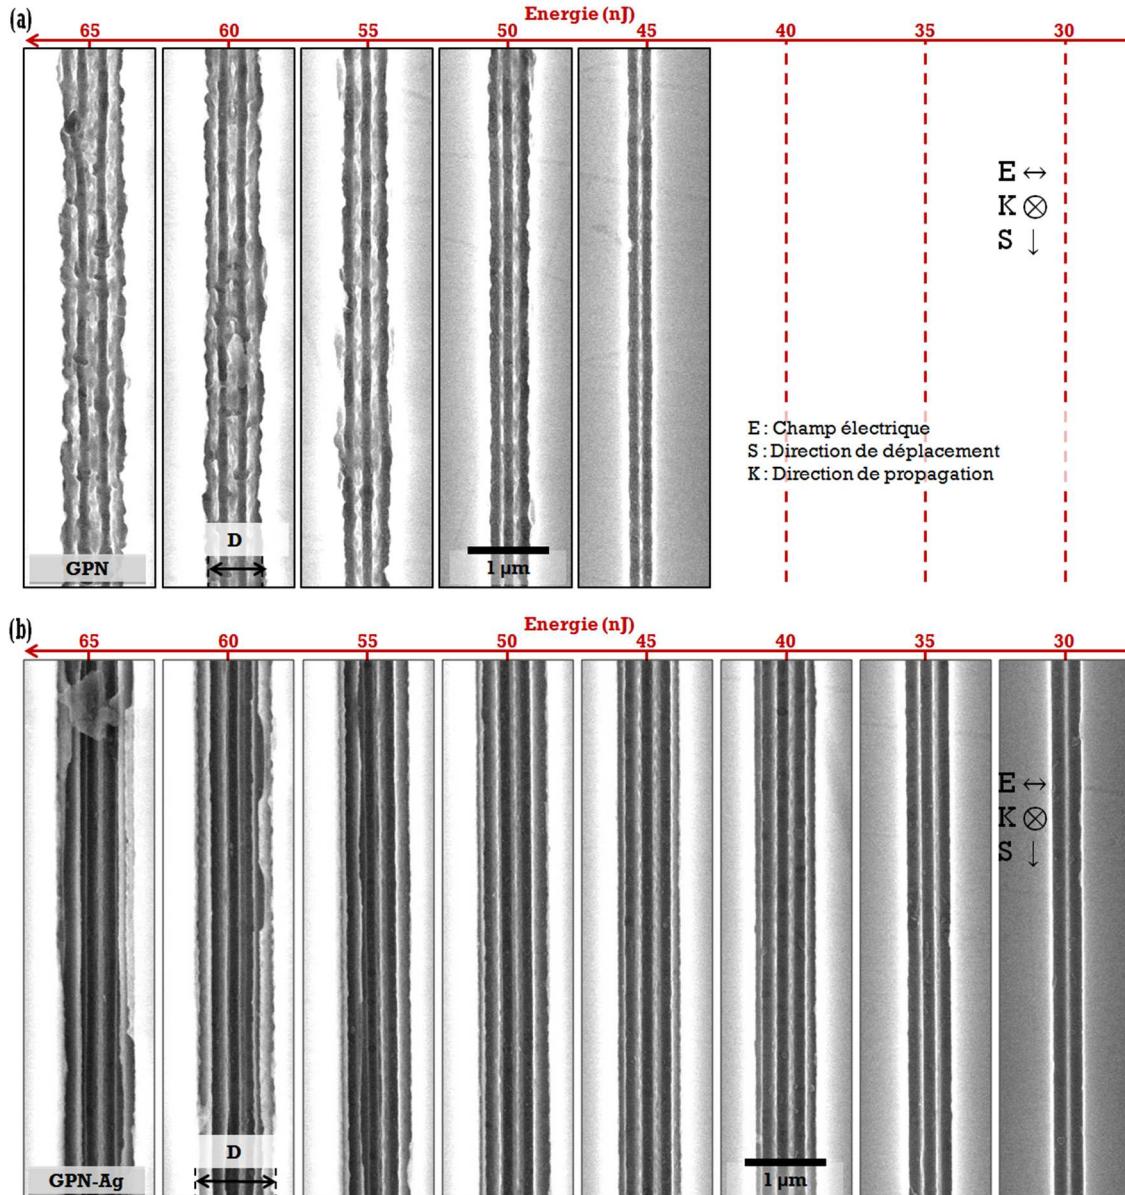 (a)
Energie (nJ)
65 60 55 50 45 40 35 30
E ↔
K ⊗
S ↓
E : Champ électrique
S : Direction de déplacement
K : Direction de propagation
D
GPN
1 µm
(b)
Energie (nJ)
65 60 55 50 45 40 35 30
E ↔
K ⊗
S ↓
D
GPN-Ag
1 µm